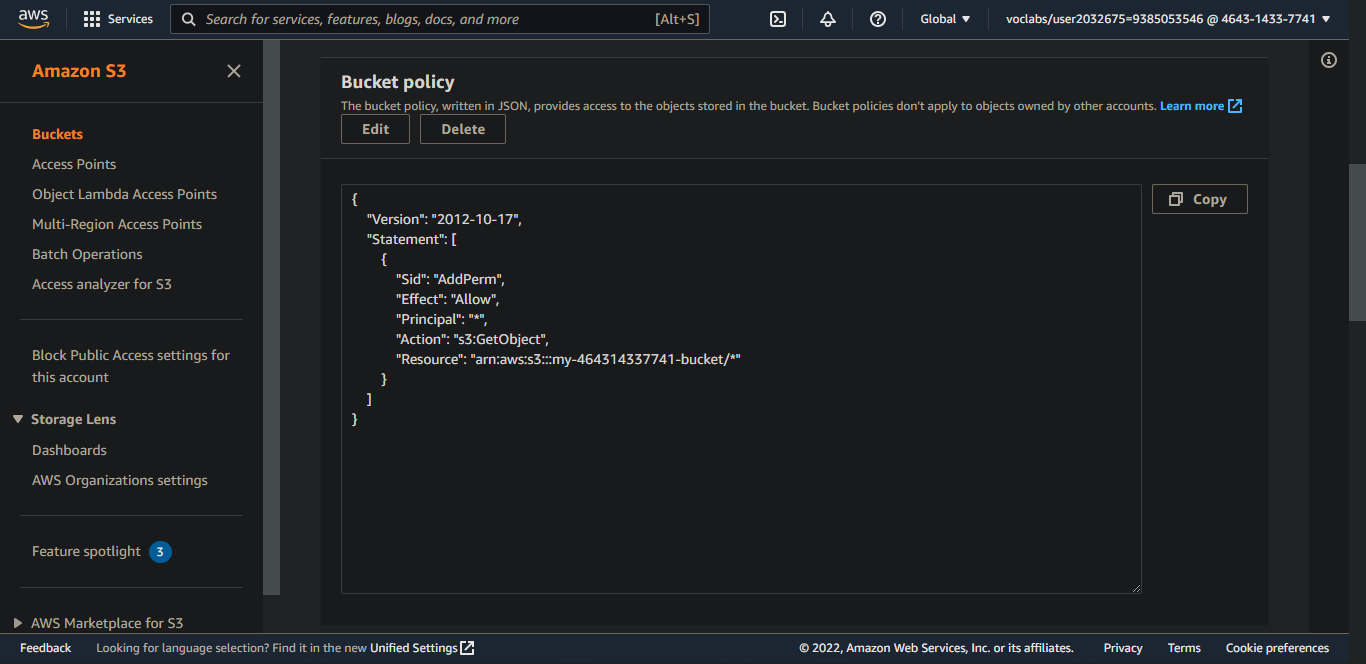 aws
Services
Search for services, features, blogs, docs, and more
[Alt+S]
Global
voclabs/user2032675=9385053546 @ 4643-1433-7741
Amazon S3
Buckets
Access Points
Object Lambda Access Points
Multi-Region Access Points
Batch Operations
Access analyzer for S3
Block Public Access settings for
this account
Storage Lens
Dashboards
AWS Organizations settings
Feature spotlight 3
AWS Marketplace for S3
Bucket policy
The bucket policy, written in JSON, provides access to the objects stored in the bucket. Bucket policies don't apply to objects owned by other accounts. Learn more
Edit
Delete
Copy
{
"Version": "2012-10-17",
"Statement": [
{
"Sid": "AddPerm",
"Effect": "Allow",
"Principal": "*",
"Action": "s3:GetObject",
"Resource": "arn:aws:s3:::my-464314337741-bucket/*"
}
]
}
Feedback
Looking for language selection? Find it in the new Unified Settings
© 2022, Amazon Web Services, Inc. or its affiliates.
Privacy
Terms
Cookie preferences